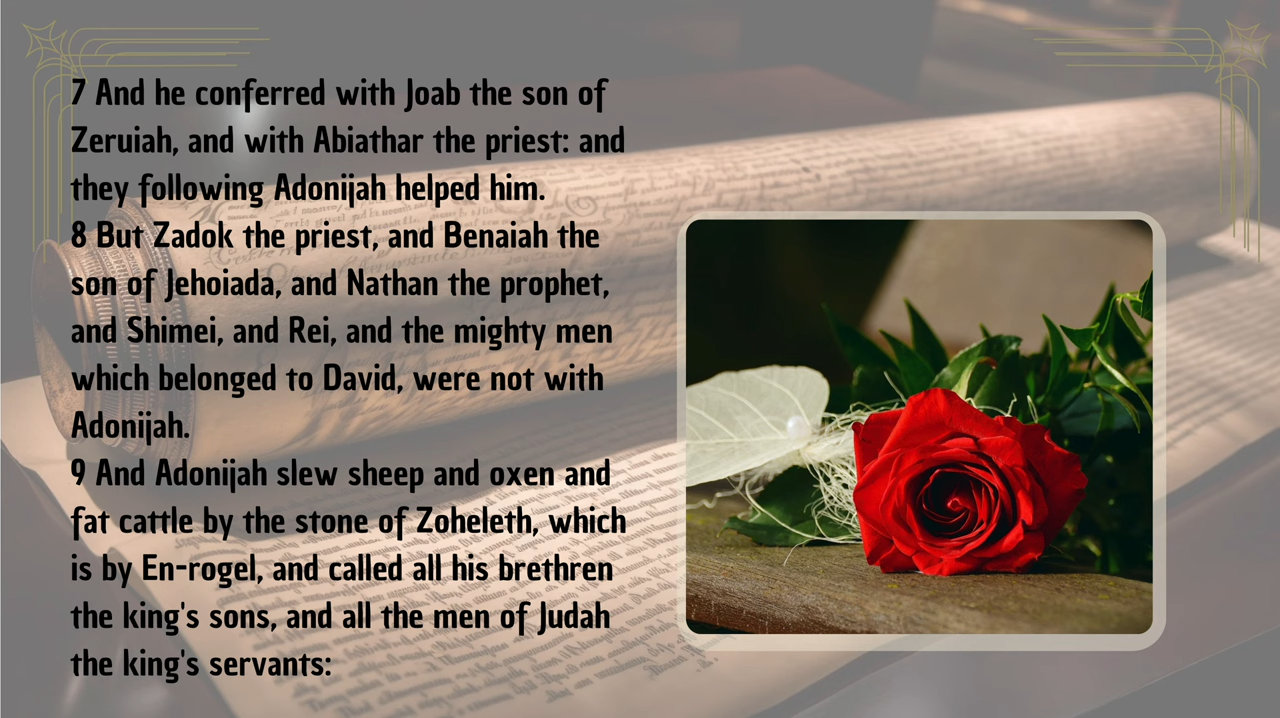 7 And he conferred with Joab the son of
Zeruiah, and with Abiathar the priest: and
they following Adonijah helped him.
8 But Zadok the priest, and Benaiah the
son of Jehoiada, and Nathan the prophet,
and Shimei, and Rei, and the mighty men
which belonged to David, were not with
Adonijah.
9 And Adonijah slew sheep and oxen and
fat cattle by the stone of Zoheleth, which
is by En-rogel, and called all his brethren
the king's sons, and all the men of Judah
the king's servants: